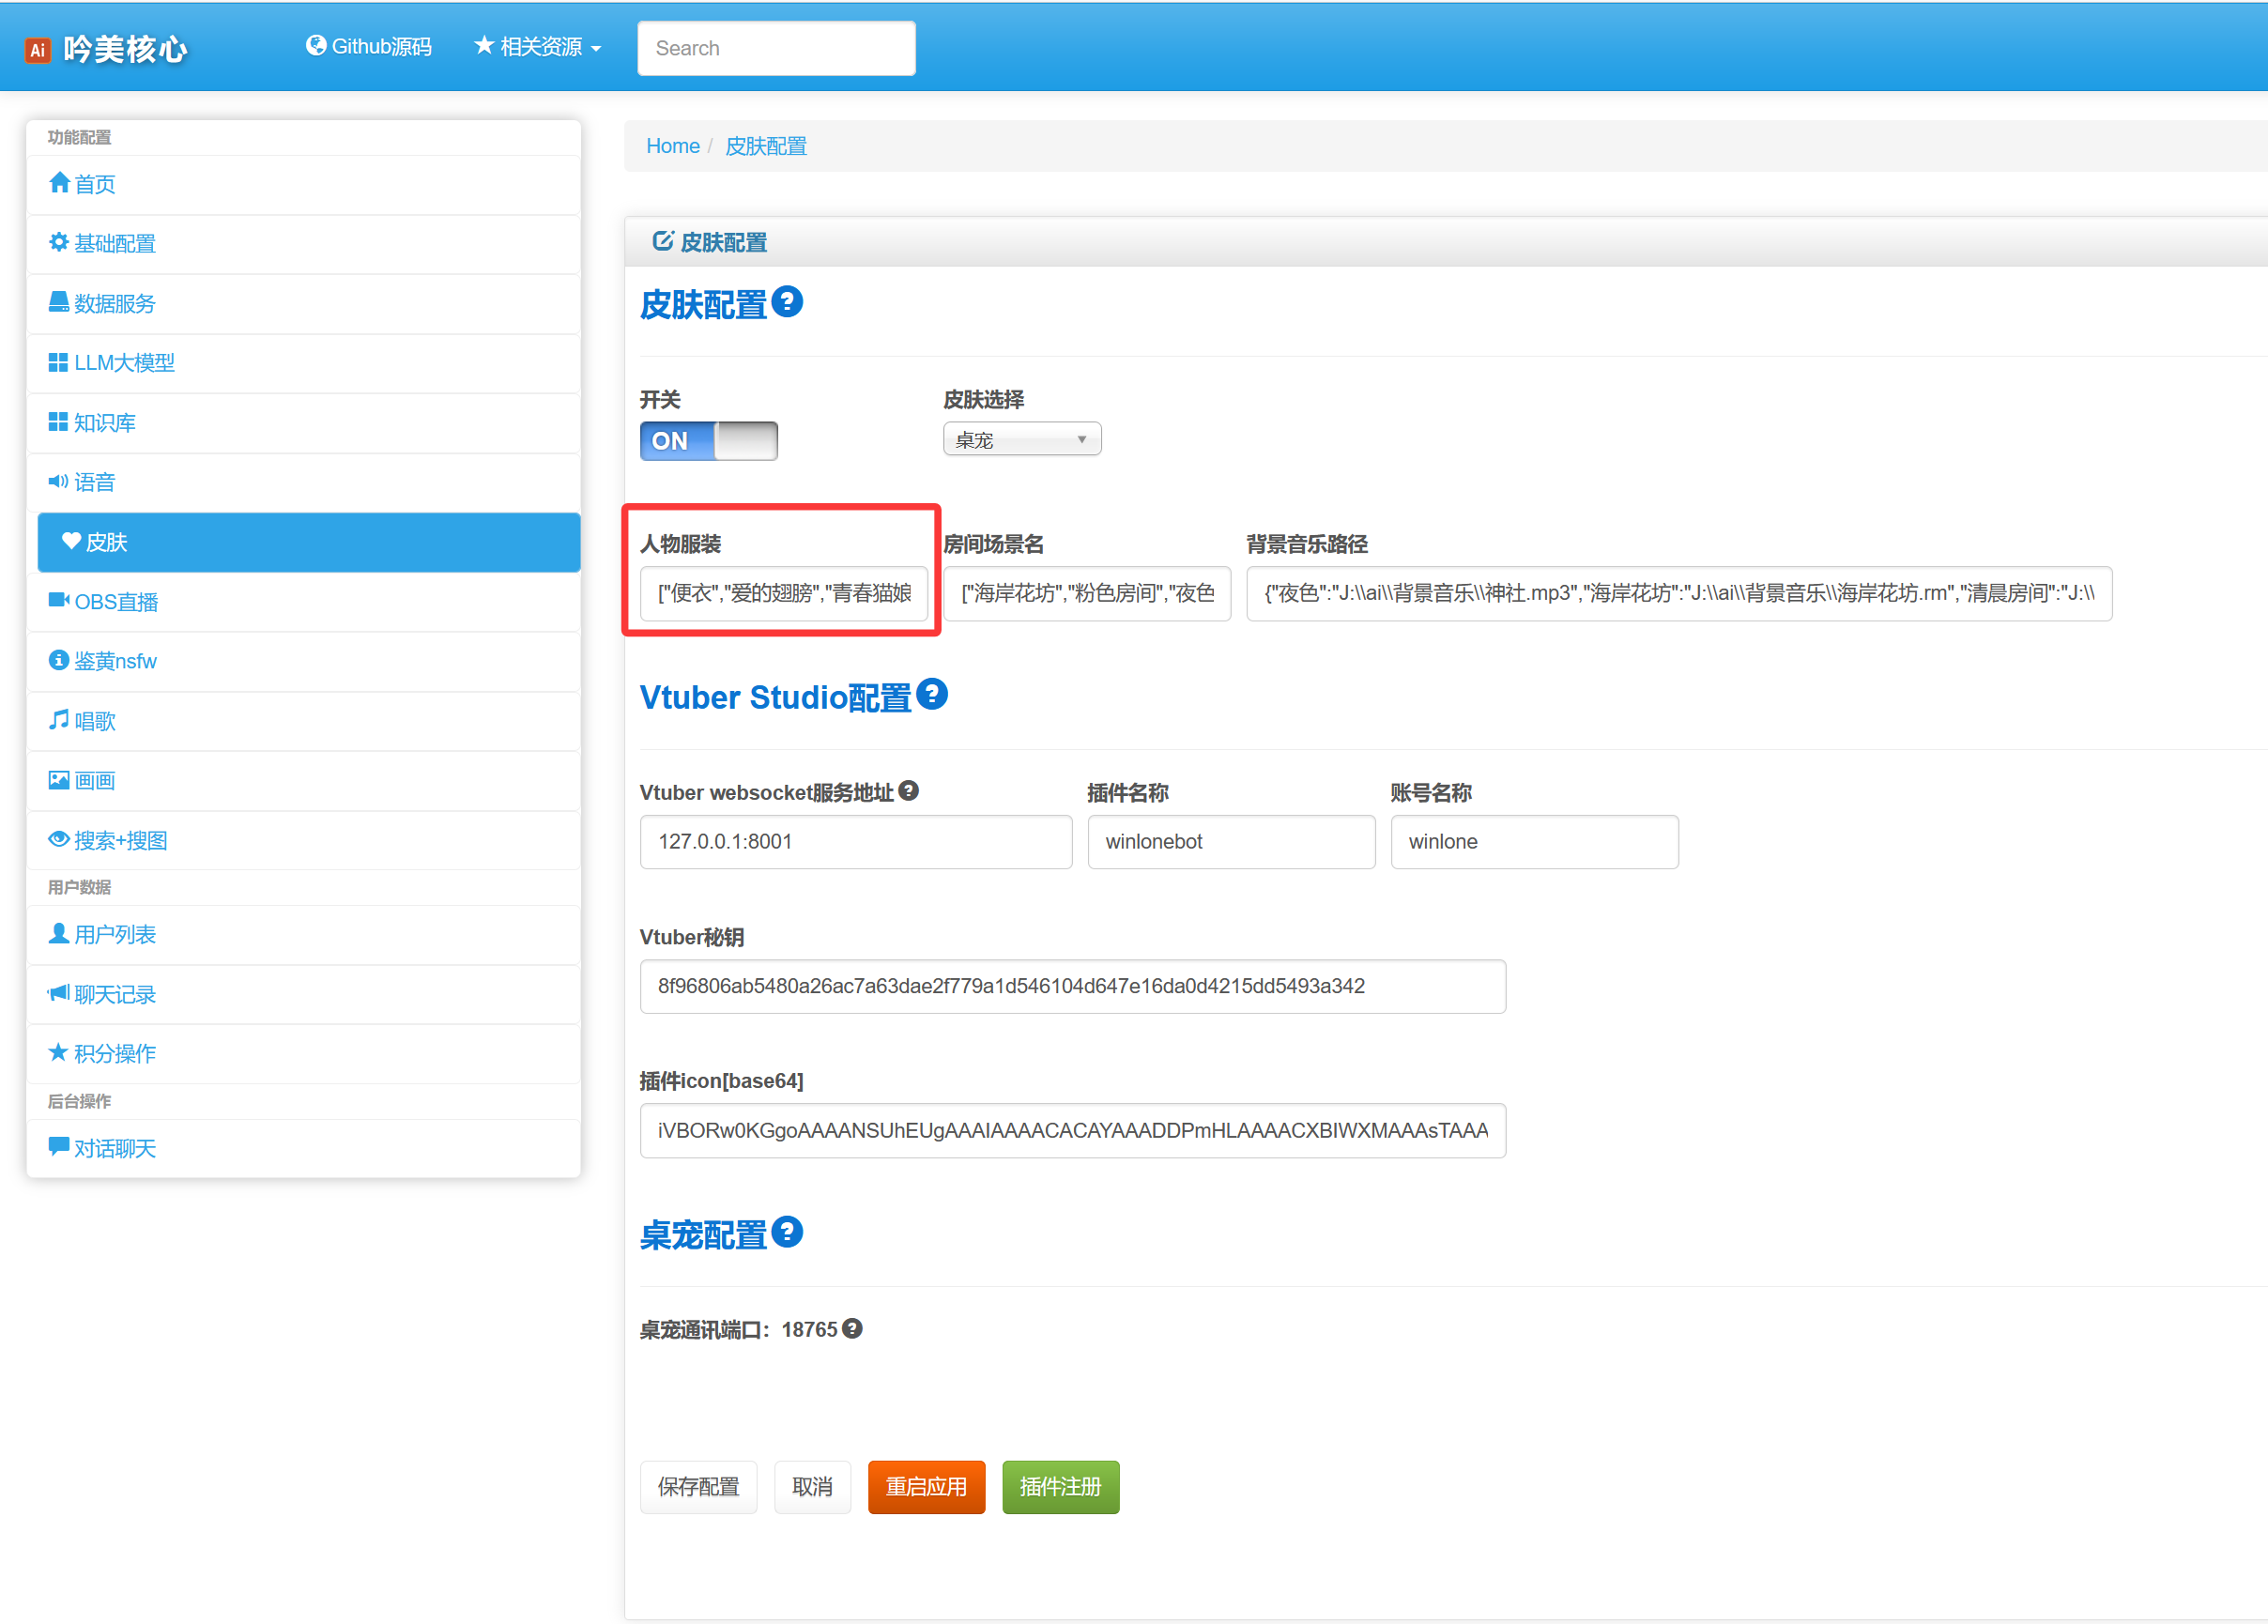 Ai 吟美核心 Github源码 相关资源 Search
功能配置
首页
基础配置
数据服务
LLM大模型
知识库
语音
皮肤
OBS直播
鉴黄nsfw
唱歌
画画
搜索+搜图
用户数据
用户列表
聊天记录
积分操作
后台操作
对话聊天
Home / 皮肤配置
皮肤配置
皮肤配置
开关 皮肤选择
ON 桌宠
人物服装 房间场景名 背景音乐路径
["便衣","爱的翅膀","青春猫娘 ["海岸花坊","粉色房间","夜色 {"夜色":"J:\\ai\\背景音乐\\神社.mp3","海岸花坊":"J:\\ai\\背景音乐\\海岸花坊.rm","清晨房间":"J:\\
Vtuber Studio配置
Vtuber websocket服务地址 插件名称 账号名称
127.0.0.1:8001 winlonebot winlone
Vtuber秘钥
8f96806ab5480a26ac7a63dae2f779a1d546104d647e16da0d4215dd5493a342
插件icon[base64]
iVBORw0KGgoAAAANSUhEUgAAAIAAAACACAYAAADDPmHLAAAACXBIWXMAAAsTAAA
桌宠配置
桌宠通讯端口：18765
保存配置 取消 重启应用 插件注册